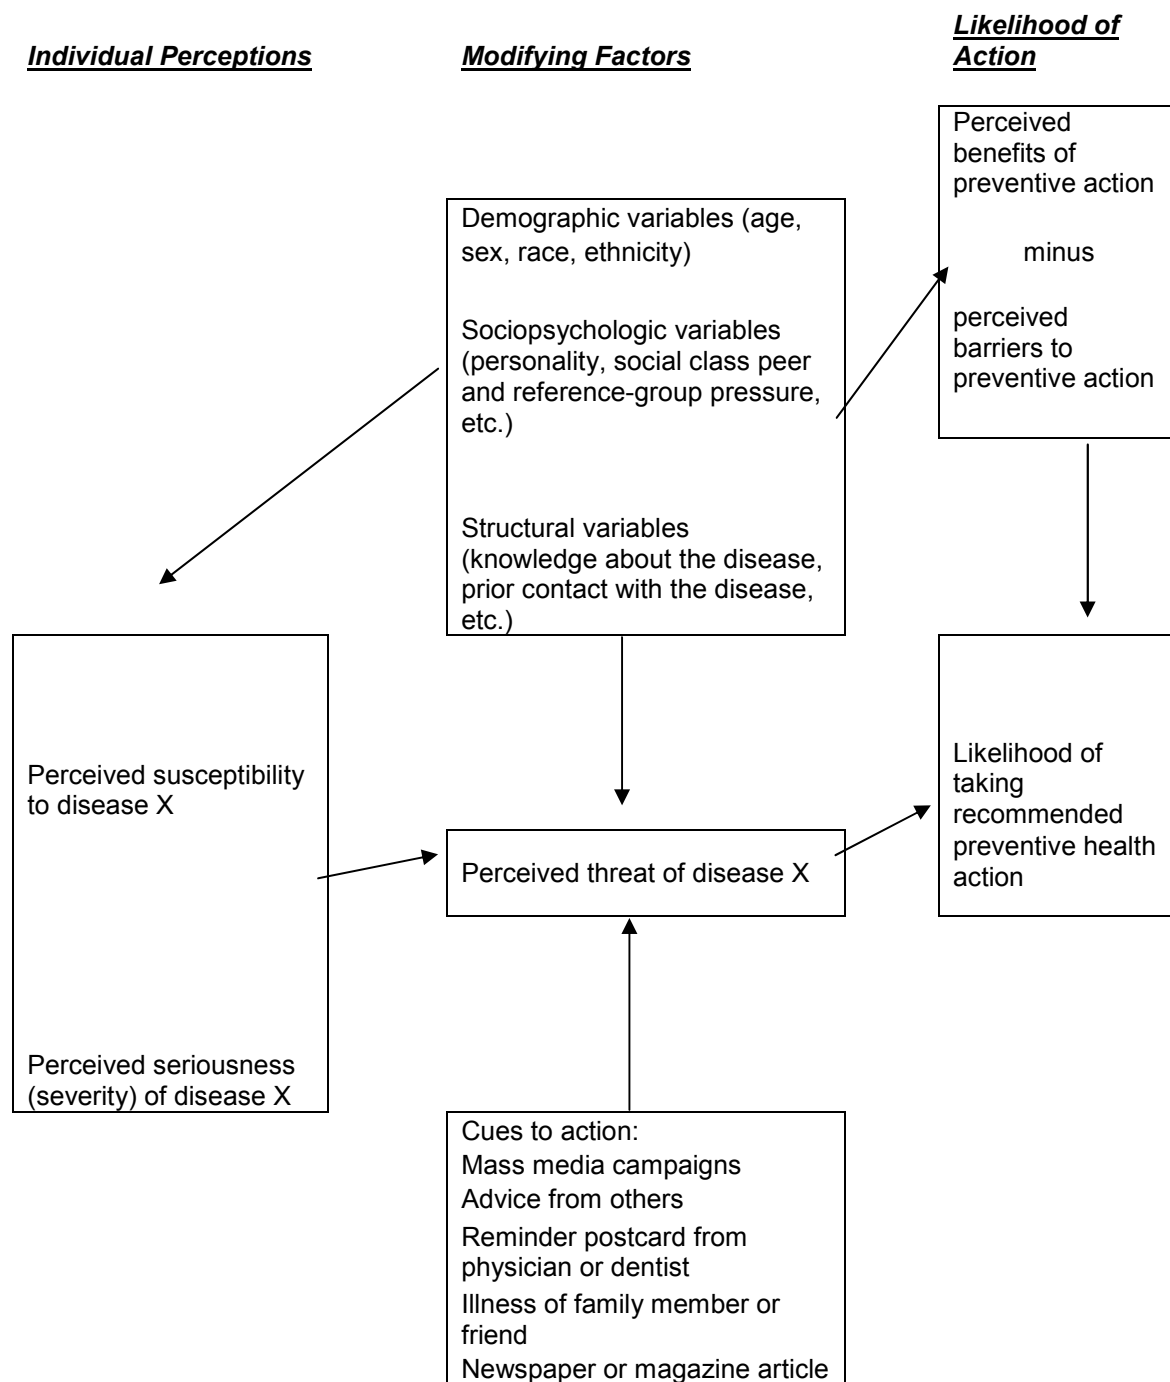 Individual Perceptions
Modifying Factors
Likelihood of
Action
Perceived
benefits of
preventive action
minus
perceived
barriers to
preventive action
Demographic variables (age,
sex, race, ethnicity)
Sociopsychologic variables
(personality, social class peer
and reference-group pressure,
etc.)
Structural variables
(knowledge about the disease,
prior contact with the disease,
etc.)
Perceived susceptibility
to disease X
Perceived seriousness
(severity) of disease X
Perceived threat of disease X
Likelihood of
taking
recommended
preventive health
action
Cues to action:
Mass media campaigns
Advice from others
Reminder postcard from
physician or dentist
Illness of family member or
friend
Newspaper or magazine article